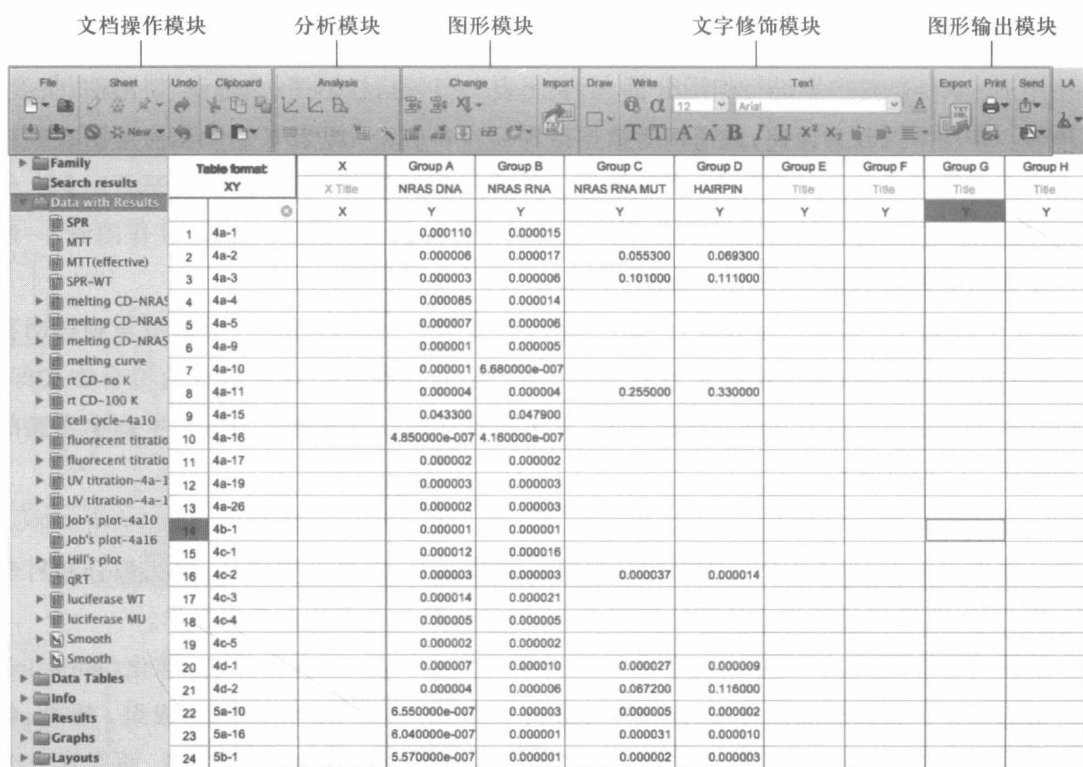 文档操作模块 分析模块 图形模块 文字修饰模块 图形输出模块
File Sheet Undo Clipboard Analysis Change Import Draw Write Text Export Print Send LA
α 12 Arial A
New T T A A B I U X² X₂
Family Table format: X Group A Group B Group C Group D Group E Group F Group G Group H
Search results XY X Title NRAS DNA NRAS RNA NRAS RNA MUT HAIRPIN Title Title Title Title
Data with Results X Y Y Y Y Y Y Y Y
SPR 1 4a-1 0.000110 0.000015
MTT 2 4a-2 0.000006 0.000017 0.055300 0.069300
MTT(effective)
SPR-WT 3 4a-3 0.000003 0.000006 0.101000 0.111000
melting CD-NRAS 4 4a-4 0.000085 0.000014
melting CD-NRAS 5 4a-5 0.000007 0.000006
melting CD-NRAS 6 4a-9 0.000001 0.000005
melting curve 7 4a-10 0.000001 6.680000e-007
rt CD-no K
rt CD-100 K 8 4a-11 0.000004 0.000004 0.255000 0.330000
cell cycle-4a10 9 4a-15 0.043300 0.047900
fluorecent titratio 10 4a-16 4.850000e-007 4.160000e-007
fluorecent titratio 11 4a-17 0.000002 0.000002
UV titration-4a-1 12 4a-19 0.000003 0.000003
UV titration-4a-1 13 4a-26 0.000002 0.000003
Job's plot-4a10 14 4b-1 0.000001 0.000001
Job's plot-4a16
Hill's plot 15 4c-1 0.000012 0.000016
qRT 16 4c-2 0.000003 0.000003 0.000037 0.000014
luciferase WT 17 4c-3 0.000014 0.000021
luciferase MU 18 4c-4 0.000005 0.000005
Smooth 19 4c-5 0.000002 0.000002
Smooth 20 4d-1 0.000007 0.000010 0.000027 0.000009
Data Tables 21 4d-2 0.000004 0.000006 0.067200 0.116000
Info
Results 22 5a-10 6.550000e-007 0.000003 0.000005 0.000002
Graphs 23 5a-16 6.040000e-007 0.000001 0.000031 0.000010
Layouts 24 5b-1 5.570000e-007 0.000001 0.000002 0.000003